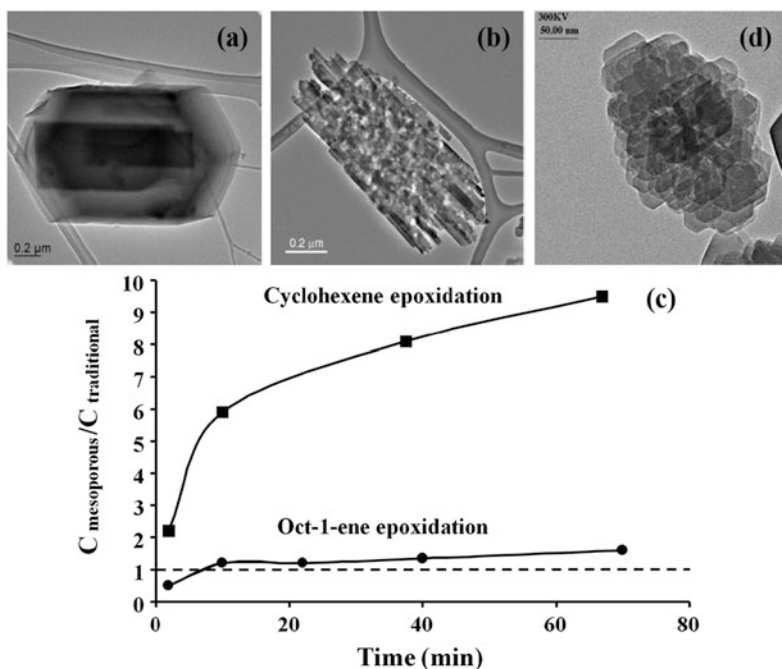 (a)
0.2 µm
(b)
0.2 µm
300KV
50.00 nm
(d)
(c)
C mesoporous/C traditional
10
9
8
7
6
5
4
3
2
1
0
Cyclohexene epoxidation
Oct-1-ene epoxidation
0
20
40
60
80
Time (min)